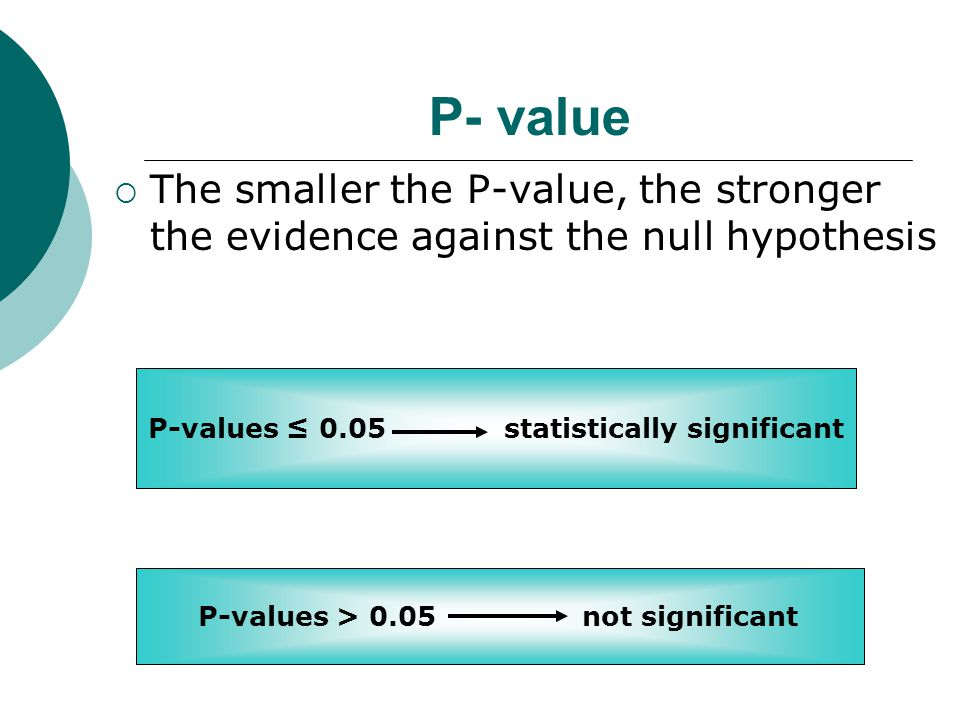 P- value
The smaller the P-value, the stronger
the evidence against the null hypothesis
P-values ≤ 0.05 statistically significant
P-values > 0.05 not significant